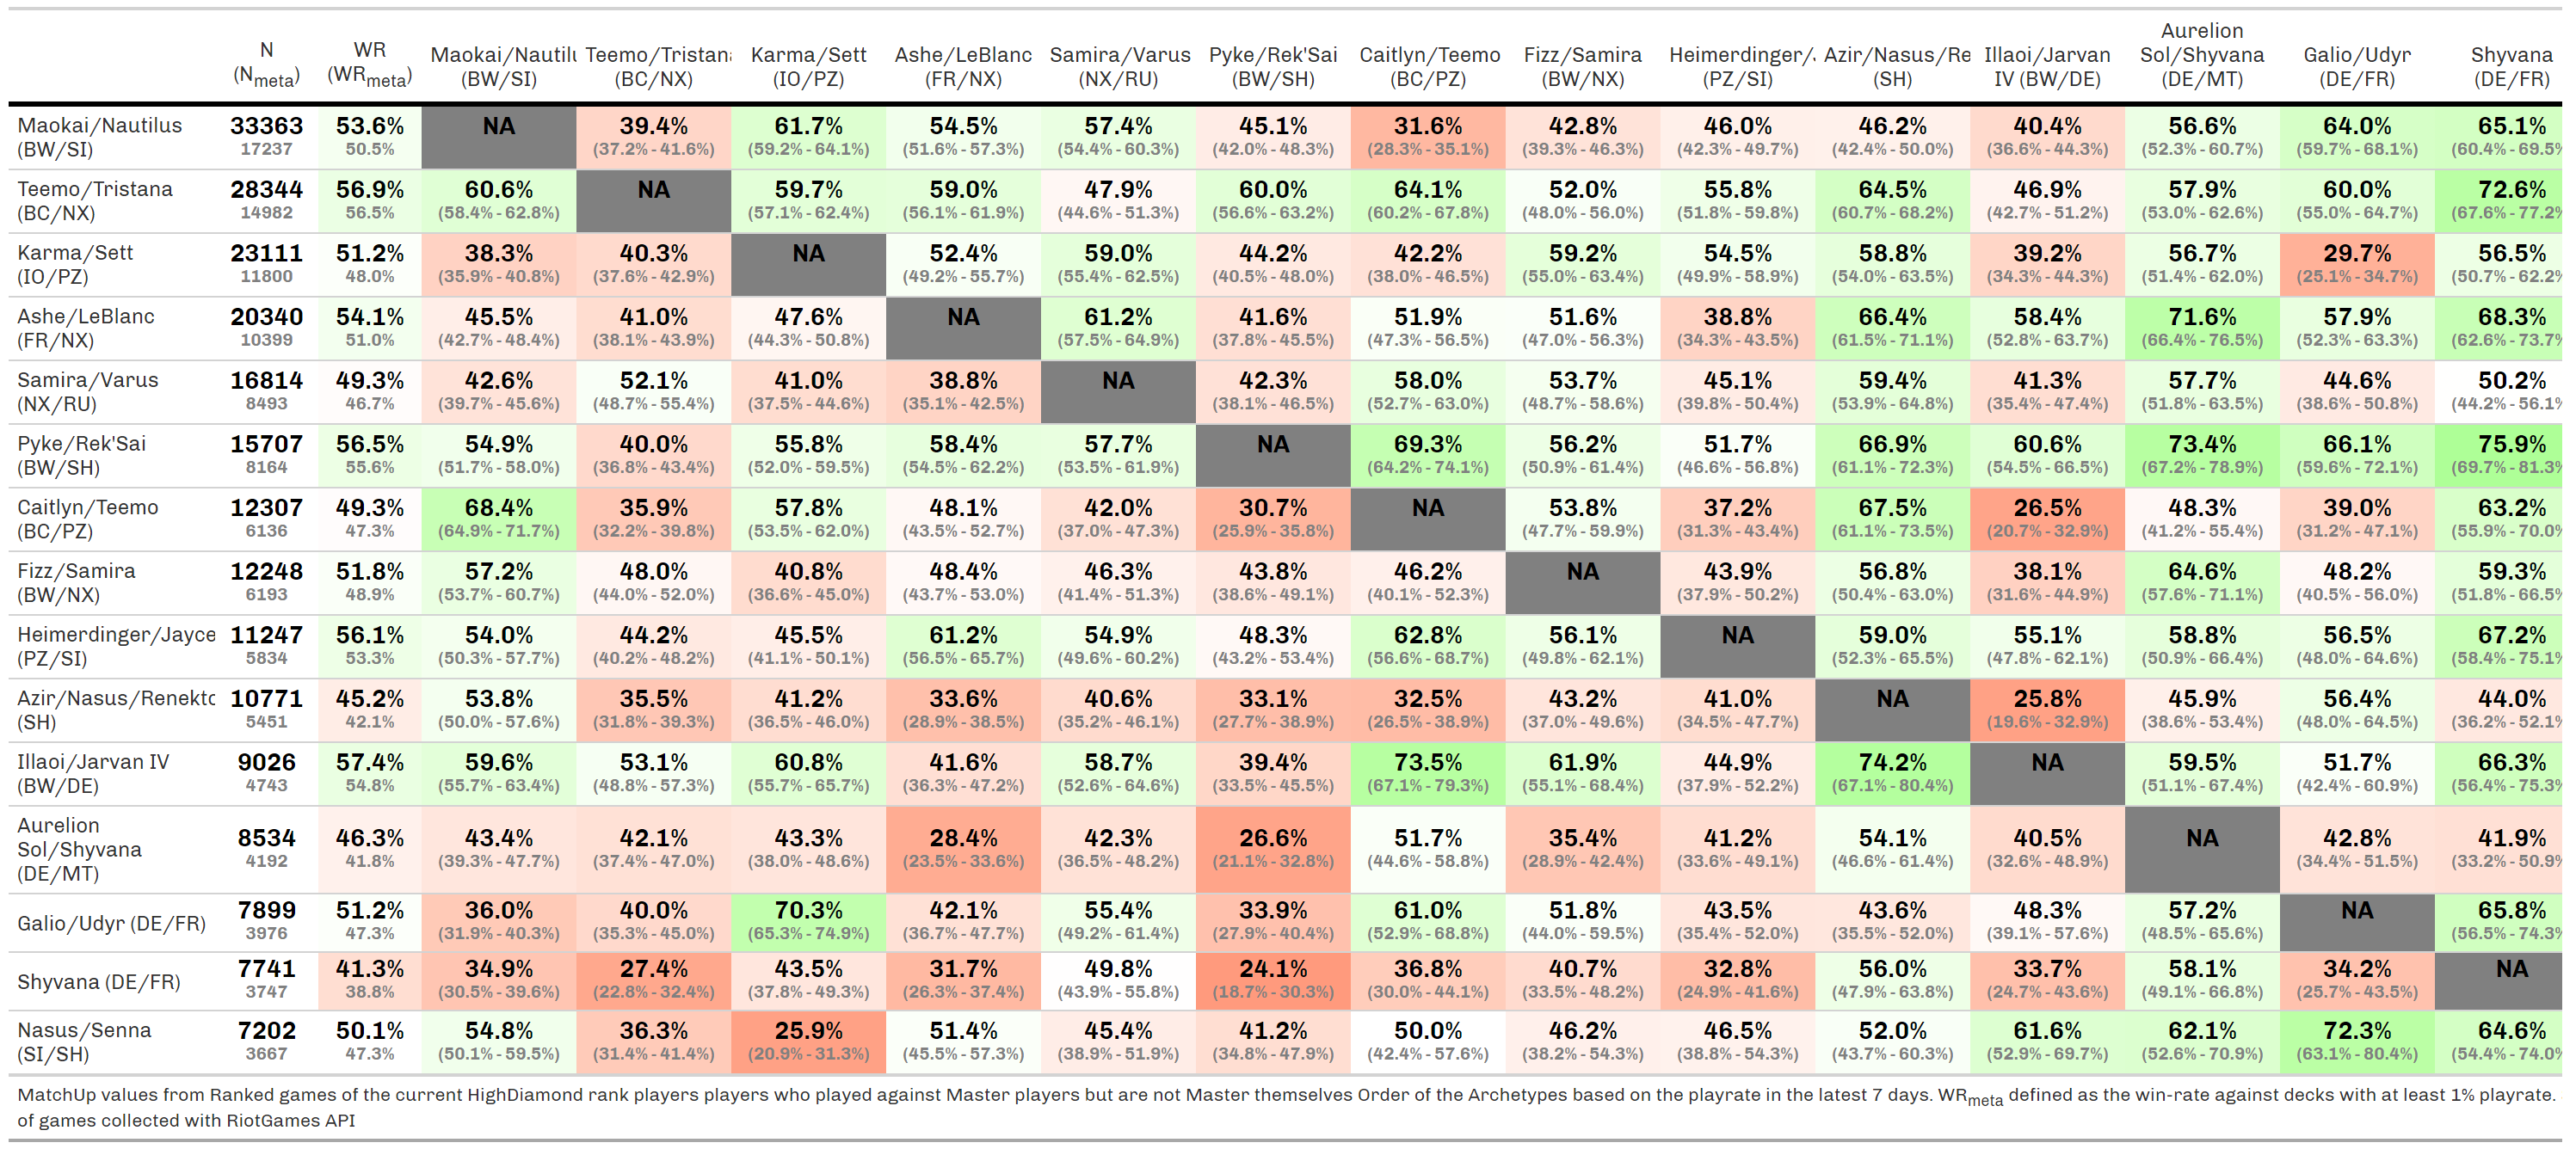 N (Nmeta) WR (WRmeta) Maokai/Nautilu (BW/SI) Teemo/Tristana (BC/NX) Karma/Sett (IO/PZ) Ashe/LeBlanc (FR/NX) Samira/Varus (NX/RU) Pyke/Rek'Sai (BW/SH) Caitlyn/Teemo (BC/PZ) Fizz/Samira (BW/NX) Heimerdinger/ (PZ/SI) Azir/Nasus/Re (SH) Illaoi/Jarvan IV (BW/DE) Aurelion Sol/Shyvana (DE/MT) Galio/Udyr (DE/FR) Shyvana (DE/FR)
Maokai/Nautilus 33363 53.6% NA 39.4% 61.7% 54.5% 57.4% 45.1% 31.6% 42.8% 46.0% 46.2% 40.4% 56.6% 64.0% 65.1%
(BW/SI) 17237 50.5% (37.2% - 41.6%) (59.2% - 64.1%) (51.6% - 57.3%) (54.4% - 60.3%) (42.0% - 48.3%) (28.3% - 35.1%) (39.3% - 46.3%) (42.3% - 49.7%) (42.4% - 50.0%) (36.6% - 44.3%) (52.3% - 60.7%) (59.7% - 68.1%) (60.4% - 69.5%
Teemo/Tristana 28344 56.9% 60.6% NA 59.7% 59.0% 47.9% 60.0% 64.1% 52.0% 55.8% 64.5% 46.9% 57.9% 60.0% 72.6%
(BC/NX) 14982 56.5% (58.4% - 62.8%) (57.1% - 62.4%) (56.1% - 61.9%) (44.6% - 51.3%) (56.6% - 63.2%) (60.2% - 67.8%) (48.0% - 56.0%) (51.8% - 59.8%) (60.7% - 68.2%) (42.7% - 51.2%) (53.0% - 62.6%) (55.0% - 64.7%) (67.6% - 77.2%
Karma/Sett 23111 51.2% 38.3% 40.3% NA 52.4% 59.0% 44.2% 42.2% 59.2% 54.5% 58.8% 39.2% 56.7% 29.7% 56.5%
(IO/PZ) 11800 48.0% (35.9% - 40.8%) (37.6% - 42.9%) (49.2% - 55.7%) (55.4% - 62.5%) (40.5% - 48.0%) (38.0% - 46.5%) (55.0% - 63.4%) (49.9% - 58.9%) (54.0% - 63.5%) (34.3% - 44.3%) (51.4% - 62.0%) (25.1% - 34.7%) (50.7% - 62.2%
Ashe/LeBlanc 20340 54.1% 45.5% 41.0% 47.6% NA 61.2% 41.6% 51.9% 51.6% 38.8% 66.4% 58.4% 71.6% 57.9% 68.3%
(FR/NX) 10399 51.0% (42.7% - 48.4%) (38.1% - 43.9%) (44.3% - 50.8%) (57.5% - 64.9%) (37.8% - 45.5%) (47.3% - 56.5%) (47.0% - 56.3%) (34.3% - 43.5%) (61.5% - 71.1%) (52.8% - 63.7%) (66.4% - 76.5%) (52.3% - 63.3%) (62.6% - 73.7%
Samira/Varus 16814 49.3% 42.6% 52.1% 41.0% 38.8% NA 42.3% 58.0% 53.7% 45.1% 59.4% 41.3% 57.7% 44.6% 50.2%
(NX/RU) 8493 46.7% (39.7% - 45.6%) (48.7% - 55.4%) (37.5% - 44.6%) (35.1% - 42.5%) (38.1% - 46.5%) (52.7% - 63.0%) (48.7% - 58.6%) (39.8% - 50.4%) (53.9% - 64.8%) (35.4% - 47.4%) (51.8% - 63.5%) (38.6% - 50.8%) (44.2% - 56.1%
Pyke/Rek'Sai 15707 56.5% 54.9% 40.0% 55.8% 58.4% 57.7% NA 69.3% 56.2% 51.7% 66.9% 60.6% 73.4% 66.1% 75.9%
(BW/SH) 8164 55.6% (51.7% - 58.0%) (36.8% - 43.4%) (52.0% - 59.5%) (54.5% - 62.2%) (53.5% - 61.9%) (64.2% - 74.1%) (50.9% - 61.4%) (46.6% - 56.8%) (61.1% - 72.3%) (54.5% - 66.5%) (67.2% - 78.9%) (59.6% - 72.1%) (69.7% - 81.3%
Caitlyn/Teemo 12307 49.3% 68.4% 35.9% 57.8% 48.1% 42.0% 30.7% NA 53.8% 37.2% 67.5% 26.5% 48.3% 39.0% 63.2%
(BC/PZ) 6136 47.3% (64.9% - 71.7%) (32.2% - 39.8%) (53.5% - 62.0%) (43.5% - 52.7%) (37.0% - 47.3%) (25.9% - 35.8%) (47.7% - 59.9%) (31.3% - 43.4%) (61.1% - 73.5%) (20.7% - 32.9%) (41.2% - 55.4%) (31.2% - 47.1%) (55.9% - 70.0%
Fizz/Samira 12248 51.8% 57.2% 48.0% 40.8% 48.4% 46.3% 43.8% 46.2% NA 43.9% 56.8% 38.1% 64.6% 48.2% 59.3%
(BW/NX) 6193 48.9% (53.7% - 60.7%) (44.0% - 52.0%) (36.6% - 45.0%) (43.7% - 53.0%) (41.4% - 51.3%) (38.6% - 49.1%) (40.1% - 52.3%) (37.9% - 50.2%) (50.4% - 63.0%) (31.6% - 44.9%) (57.6% - 71.1%) (40.5% - 56.0%) (51.8% - 66.5%
Heimerdinger/Jayce 11247 56.1% 54.0% 44.2% 45.5% 61.2% 54.9% 48.3% 62.8% 56.1% NA 59.0% 55.1% 58.8% 56.5% 67.2%
(PZ/SI) 5834 53.3% (50.3% - 57.7%) (40.2% - 48.2%) (41.1% - 50.1%) (56.5% - 65.7%) (49.6% - 60.2%) (43.2% - 53.4%) (56.6% - 68.7%) (49.8% - 62.1%) (52.3% - 65.5%) (47.8% - 62.1%) (50.9% - 66.4%) (48.0% - 64.6%) (58.4% - 75.1%
Azir/Nasus/Renekto 10771 45.2% 53.8% 35.5% 41.2% 33.6% 40.6% 33.1% 32.5% 43.2% 41.0% NA 25.8% 45.9% 56.4% 44.0%
(SH) 5451 42.1% (50.0% - 57.6%) (31.8% - 39.3%) (36.5% - 46.0%) (28.9% - 38.5%) (35.2% - 46.1%) (27.7% - 38.9%) (26.5% - 38.9%) (37.0% - 49.6%) (34.5% - 47.7%) (19.6% - 32.9%) (38.6% - 53.4%) (48.0% - 64.5%) (36.2% - 52.1%
Illaoi/Jarvan IV 9026 57.4% 59.6% 53.1% 60.8% 41.6% 58.7% 39.4% 73.5% 61.9% 44.9% 74.2% NA 59.5% 51.7% 66.3%
(BW/DE) 4743 54.8% (55.7% - 63.4%) (48.8% - 57.3%) (55.7% - 65.7%) (36.3% - 47.2%) (52.6% - 64.6%) (33.5% - 45.5%) (67.1% - 79.3%) (55.1% - 68.4%) (37.9% - 52.2%) (67.1% - 80.4%) (51.1% - 67.4%) (42.4% - 60.9%) (56.4% - 75.3%
Aurelion
Sol/Shyvana 8534 46.3% 43.4% 42.1% 43.3% 28.4% 42.3% 26.6% 51.7% 35.4% 41.2% 54.1% 40.5% NA 42.8% 41.9%
(DE/MT) 4192 41.8% (39.3% - 47.7%) (37.4% - 47.0%) (38.0% - 48.6%) (23.5% - 33.6%) (36.5% - 48.2%) (21.1% - 32.8%) (44.6% - 58.8%) (28.9% - 42.4%) (33.6% - 49.1%) (46.6% - 61.4%) (32.6% - 48.9%) (34.4% - 51.5%) (33.2% - 50.9%
Galio/Udyr (DE/FR) 7899 51.2% 36.0% 40.0% 70.3% 42.1% 55.4% 33.9% 61.0% 51.8% 43.5% 43.6% 48.3% 57.2% NA 65.8%
3976 47.3% (31.9% - 40.3%) (35.3% - 45.0%) (65.3% - 74.9%) (36.7% - 47.7%) (49.2% - 61.4%) (27.9% - 40.4%) (52.9% - 68.8%) (44.0% - 59.5%) (35.4% - 52.0%) (35.5% - 52.0%) (39.1% - 57.6%) (48.5% - 65.6%) (56.5% - 74.3%
Shyvana (DE/FR) 7741 41.3% 34.9% 27.4% 43.5% 31.7% 49.8% 24.1% 36.8% 40.7% 32.8% 56.0% 33.7% 58.1% 34.2% NA
3747 38.8% (30.5% - 39.6%) (22.8% - 32.4%) (37.8% - 49.3%) (26.3% - 37.4%) (43.9% - 55.8%) (18.7% - 30.3%) (30.0% - 44.1%) (33.5% - 48.2%) (24.9% - 41.6%) (47.9% - 63.8%) (24.7% - 43.6%) (49.1% - 66.8%) (25.7% - 43.5%)
Nasus/Senna 7202 50.1% 54.8% 36.3% 25.9% 51.4% 45.4% 41.2% 50.0% 46.2% 46.5% 52.0% 61.6% 62.1% 72.3% 64.6%
(SI/SH) 3667 47.3% (50.1% - 59.5%) (31.4% - 41.4%) (20.9% - 31.3%) (45.5% - 57.3%) (38.9% - 51.9%) (34.8% - 47.9%) (42.4% - 57.6%) (38.2% - 54.3%) (38.8% - 54.3%) (43.7% - 60.3%) (52.9% - 69.7%) (52.6% - 70.9%) (63.1% - 80.4%) (54.4% - 74.0%
MatchUp values from Ranked games of the current HighDiamond rank players players who played against Master players but are not Master themselves Order of the Archetypes based on the playrate in the latest 7 days. WRmeta defined as the win-rate against decks with at least 1% playrate.
of games collected with RiotGames API